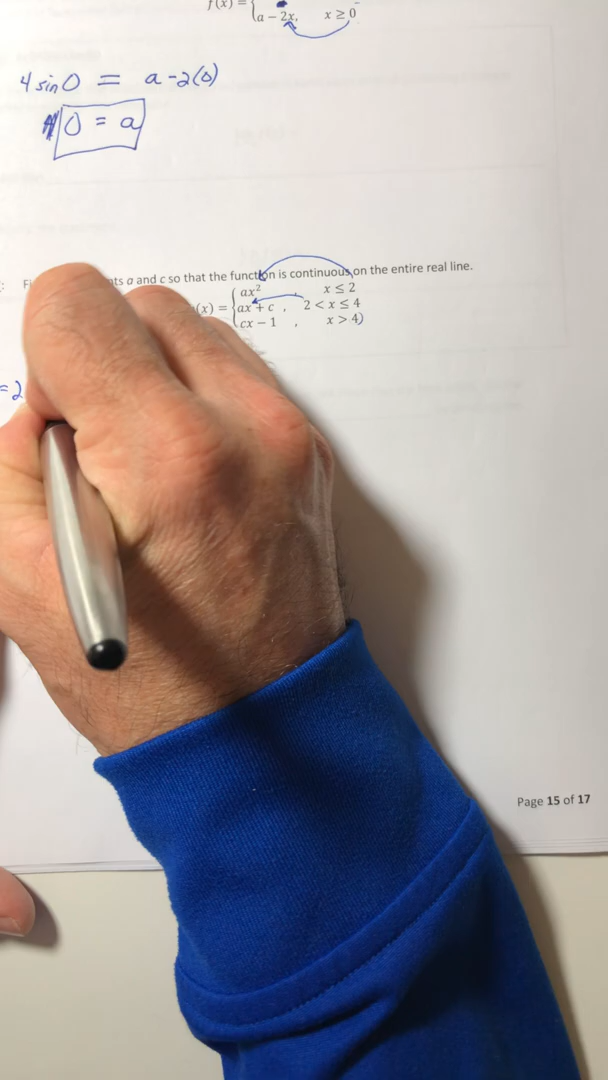 f(x) = {
a − 2x, x ≥ 0
4 sin 0 = a - 2(0)
0 = a
a and c so that the function is continuous on the entire real line.
ax² x ≤ 2
(x) = { ax + c , 2 < x ≤ 4
cx − 1 , x > 4)
= 2
Page 15 of 17